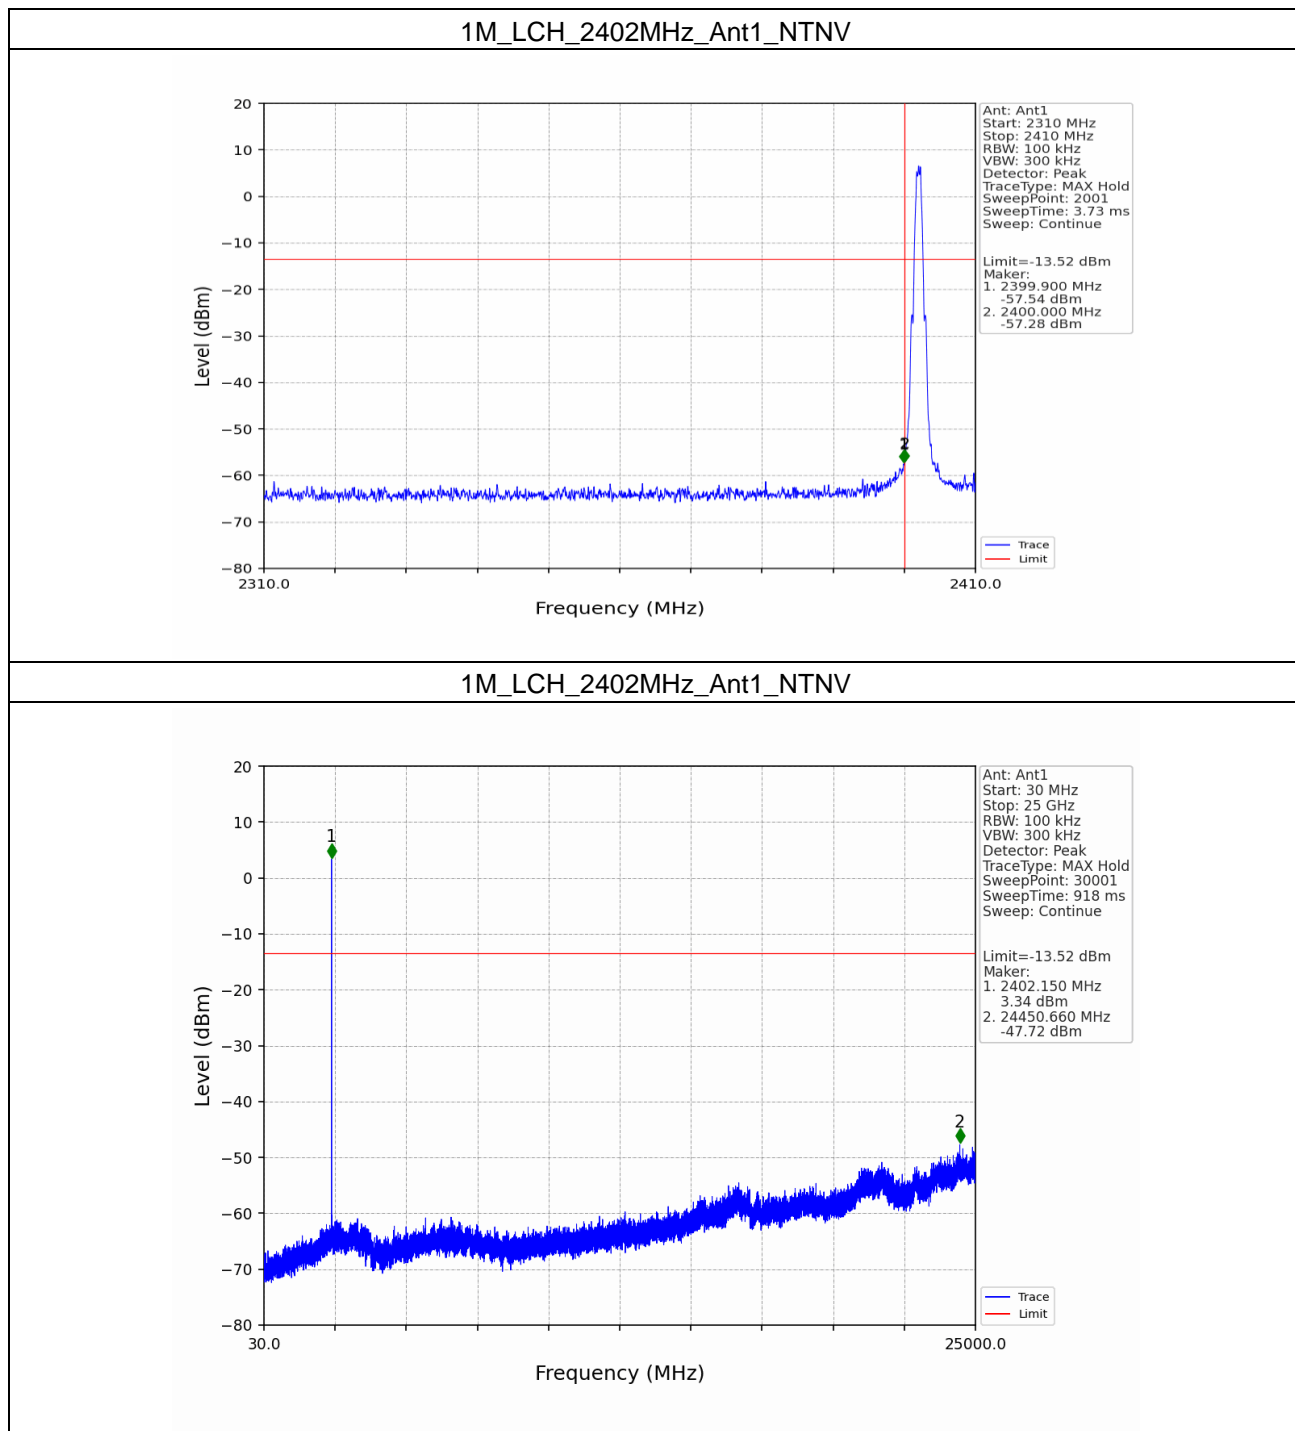 1M_LCH_2402MHz_Ant1_NTNV
20
10
0
−10
−20
−30
−40
−50
−60
−70
−80
Level (dBm)
2310.0
2410.0
Frequency (MHz)
1
2
Ant: Ant1
Start: 2310 MHz
Stop: 2410 MHz
RBW: 100 kHz
VBW: 300 kHz
Detector: Peak
TraceType: MAX Hold
SweepPoint: 2001
SweepTime: 3.73 ms
Sweep: Continue
Limit=-13.52 dBm
Maker:
1. 2399.900 MHz
-57.54 dBm
2. 2400.000 MHz
-57.28 dBm
Trace
Limit
1M_LCH_2402MHz_Ant1_NTNV
20
10
0
−10
−20
−30
−40
−50
−60
−70
−80
Level (dBm)
30.0
25000.0
Frequency (MHz)
1
2
Ant: Ant1
Start: 30 MHz
Stop: 25 GHz
RBW: 100 kHz
VBW: 300 kHz
Detector: Peak
TraceType: MAX Hold
SweepPoint: 30001
SweepTime: 918 ms
Sweep: Continue
Limit=-13.52 dBm
Maker:
1. 2402.150 MHz
3.34 dBm
2. 24450.660 MHz
-47.72 dBm
Trace
Limit